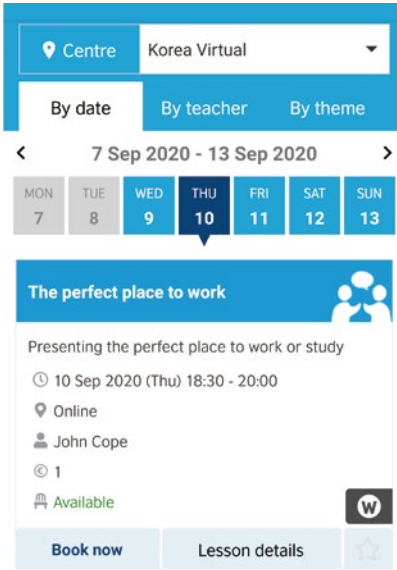 Centre Korea Virtual
By date By teacher By theme
7 Sep 2020 - 13 Sep 2020
MON TUE WED THU FRI SAT SUN
7 8 9 10 11 12 13
The perfect place to work
Presenting the perfect place to work or study
10 Sep 2020 (Thu) 18:30 - 20:00
Online
John Cope
€ 1
Available
W
Book now Lesson details